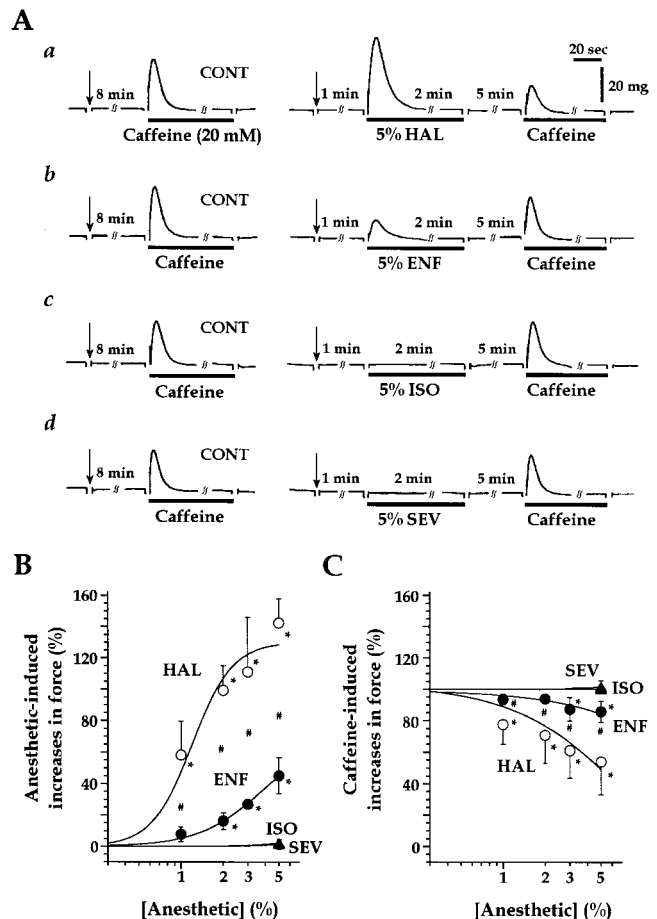 A
a
8 min
CONT
Caffeine (20 mM)
1 min
2 min
5% HAL
5 min
Caffeine
20 sec
20 mg
b
8 min
CONT
Caffeine
1 min
2 min
5% ENF
5 min
Caffeine
c
8 min
CONT
Caffeine
1 min
2 min
5% ISO
5 min
Caffeine
d
8 min
CONT
Caffeine
1 min
2 min
5% SEV
5 min
Caffeine
B
Anesthetic-induced
increases in force (%)
160
120
80
40
0
HAL
ENF
ISO
SEV
* * * * * *
# # # #
1 2 3 5
[Anesthetic] (%)
C
Caffeine-induced
increases in force (%)
160
120
80
40
0
SEV
ISO
ENF
HAL
* * * * * *
# # # #
1 2 3 5
[Anesthetic] (%)